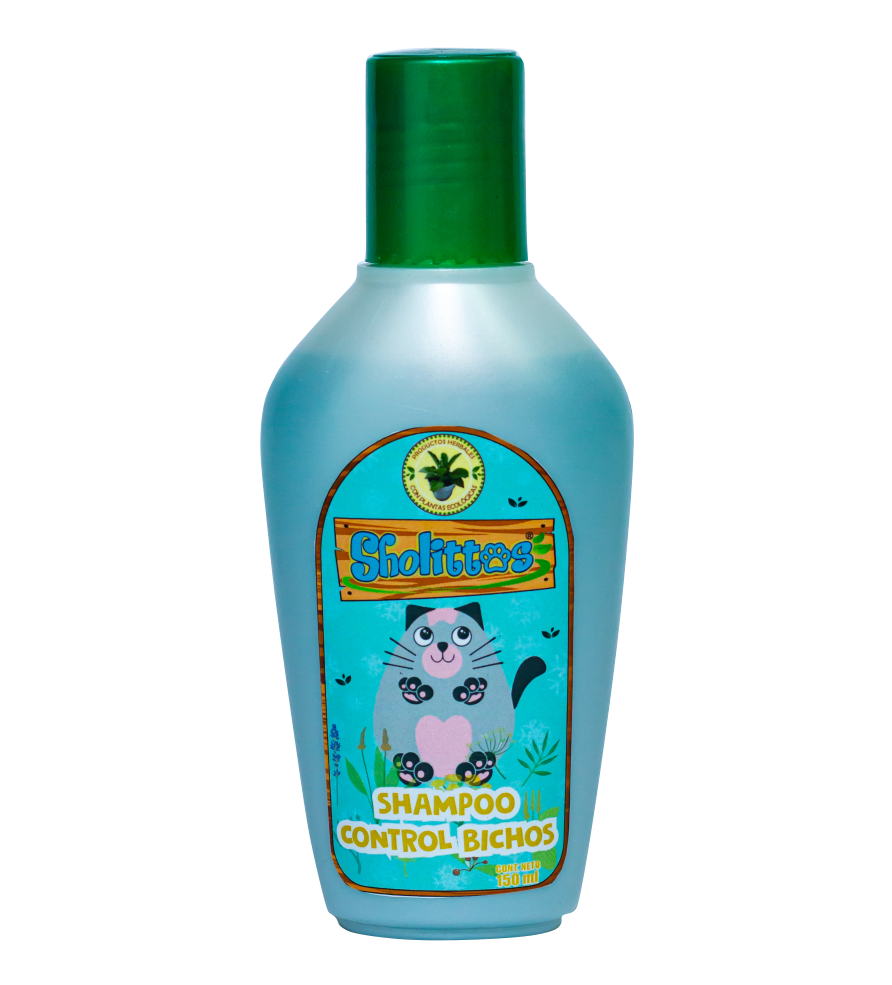 PRODUCTOS HERBALES
CON PLANTAS ECOLÓGICAS
Sholittos®
SHAMPOO
CONTROL BICHOS
CONT. NETO
150 ml